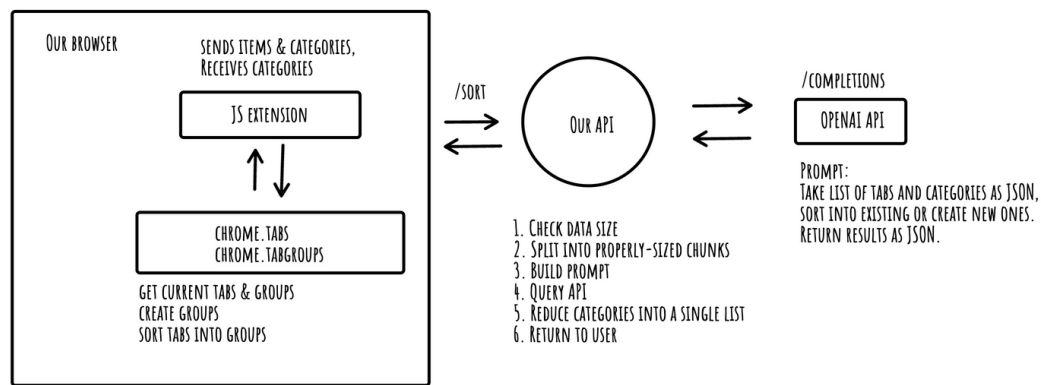 OUR BROWSER
SENDS ITEMS & CATEGORIES,
RECEIVES CATEGORIES
JS EXTENSION
CHROME.TABS
CHROME.TABGROUPS
GET CURRENT TABS & GROUPS
CREATE GROUPS
SORT TABS INTO GROUPS
/SORT
OUR API
1. CHECK DATA SIZE
2. SPLIT INTO PROPERLY-SIZED CHUNKS
3. BUILD PROMPT
4. QUERY API
5. REDUCE CATEGORIES INTO A SINGLE LIST
6. RETURN TO USER
/COMPLETIONS
OPENAI API
PROMPT:
TAKE LIST OF TABS AND CATEGORIES AS JSON,
SORT INTO EXISTING OR CREATE NEW ONES.
RETURN RESULTS AS JSON.